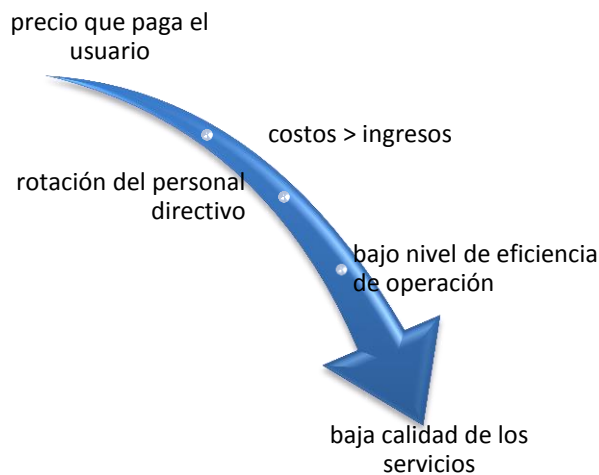 precio que paga el
usuario
costos > ingresos
rotación del personal
directivo
bajo nivel de eficiencia
de operación
baja calidad de los
servicios